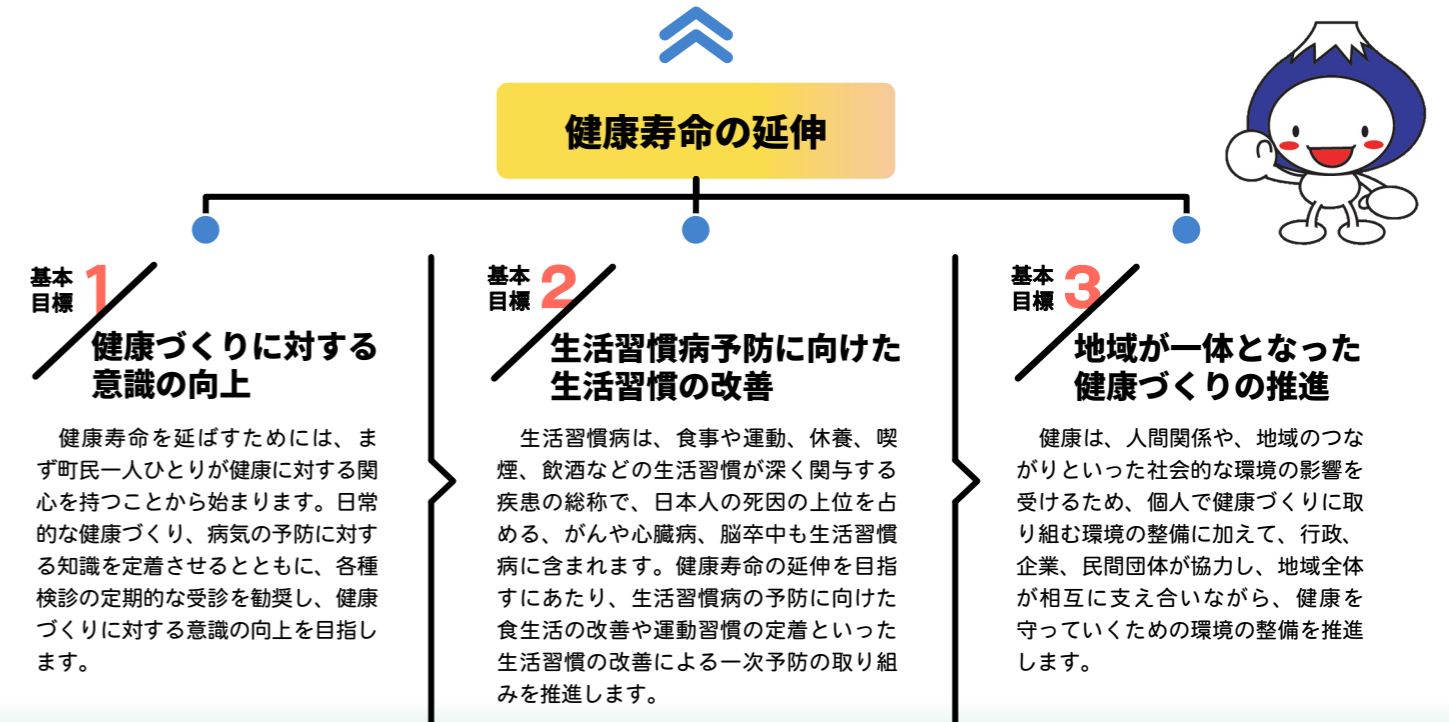 健康寿命の延伸
基本
目標
1
健康づくりに対する
意識の向上
　健康寿命を延ばすためには、ま
ず町民一人ひとりが健康に対する関
心を持つことから始まります。日常
的な健康づくり、病気の予防に対す
る知識を定着させるとともに、各種
検診の定期的な受診を勧奨し、健康
づくりに対する意識の向上を目指し
ます。
基本
目標
2
生活習慣病予防に向けた
生活習慣の改善
　生活習慣病は、食事や運動、休養、喫
煙、飲酒などの生活習慣が深く関与する
疾患の総称で、日本人の死因の上位を占
める、がんや心臓病、脳卒中も生活習慣
病に含まれます。健康寿命の延伸を目指
すにあたり、生活習慣病の予防に向けた
食生活の改善や運動習慣の定着といった
生活習慣の改善による一次予防の取り組
みを推進します。
基本
目標
3
地域が一体となった
健康づくりの推進
　健康は、人間関係や、地域のつな
がりといった社会的な環境の影響を
受けるため、個人で健康づくりに取
り組む環境の整備に加えて、行政、
企業、民間団体が協力し、地域全体
が相互に支え合いながら、健康を
守っていくための環境の整備を推進
します。